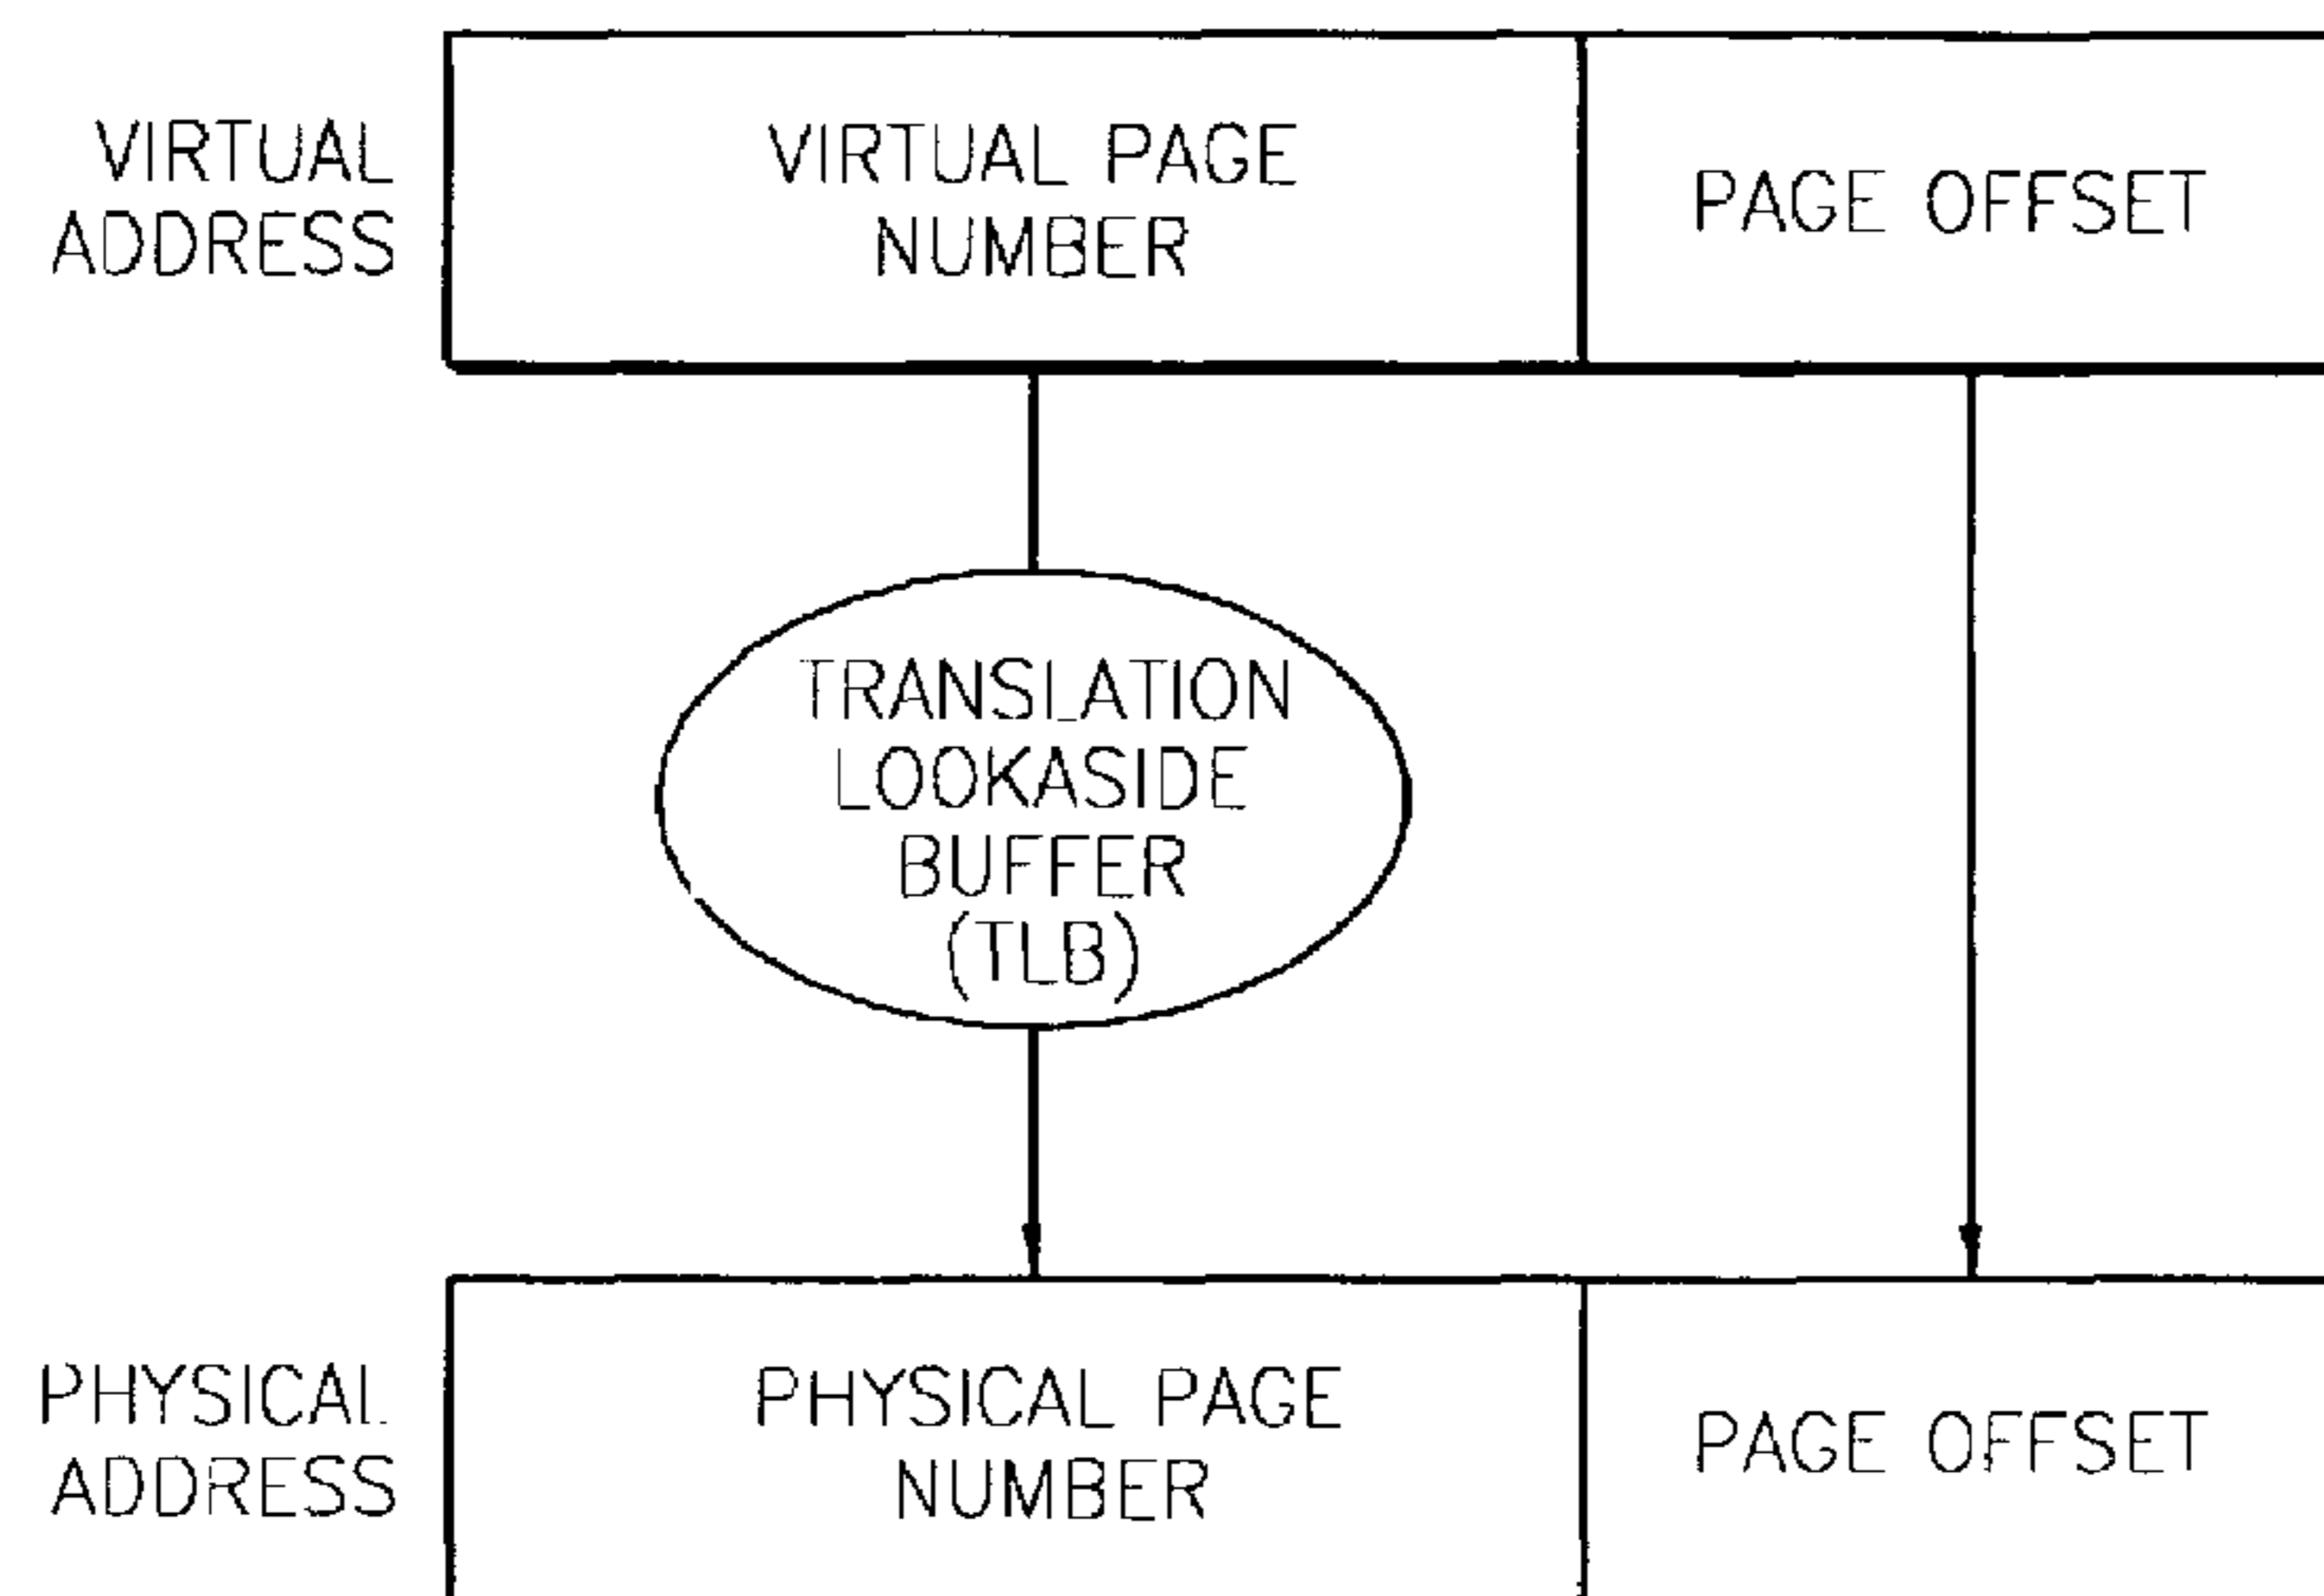 VIRTUAL
ADDRESS
VIRTUAL PAGE
NUMBER
PAGE OFFSET
TRANSLATION
LOOKASIDE
BUFFER
(TLB)
PHYSICAL
ADDRESS
PHYSICAL PAGE
NUMBER
PAGE OFFSET